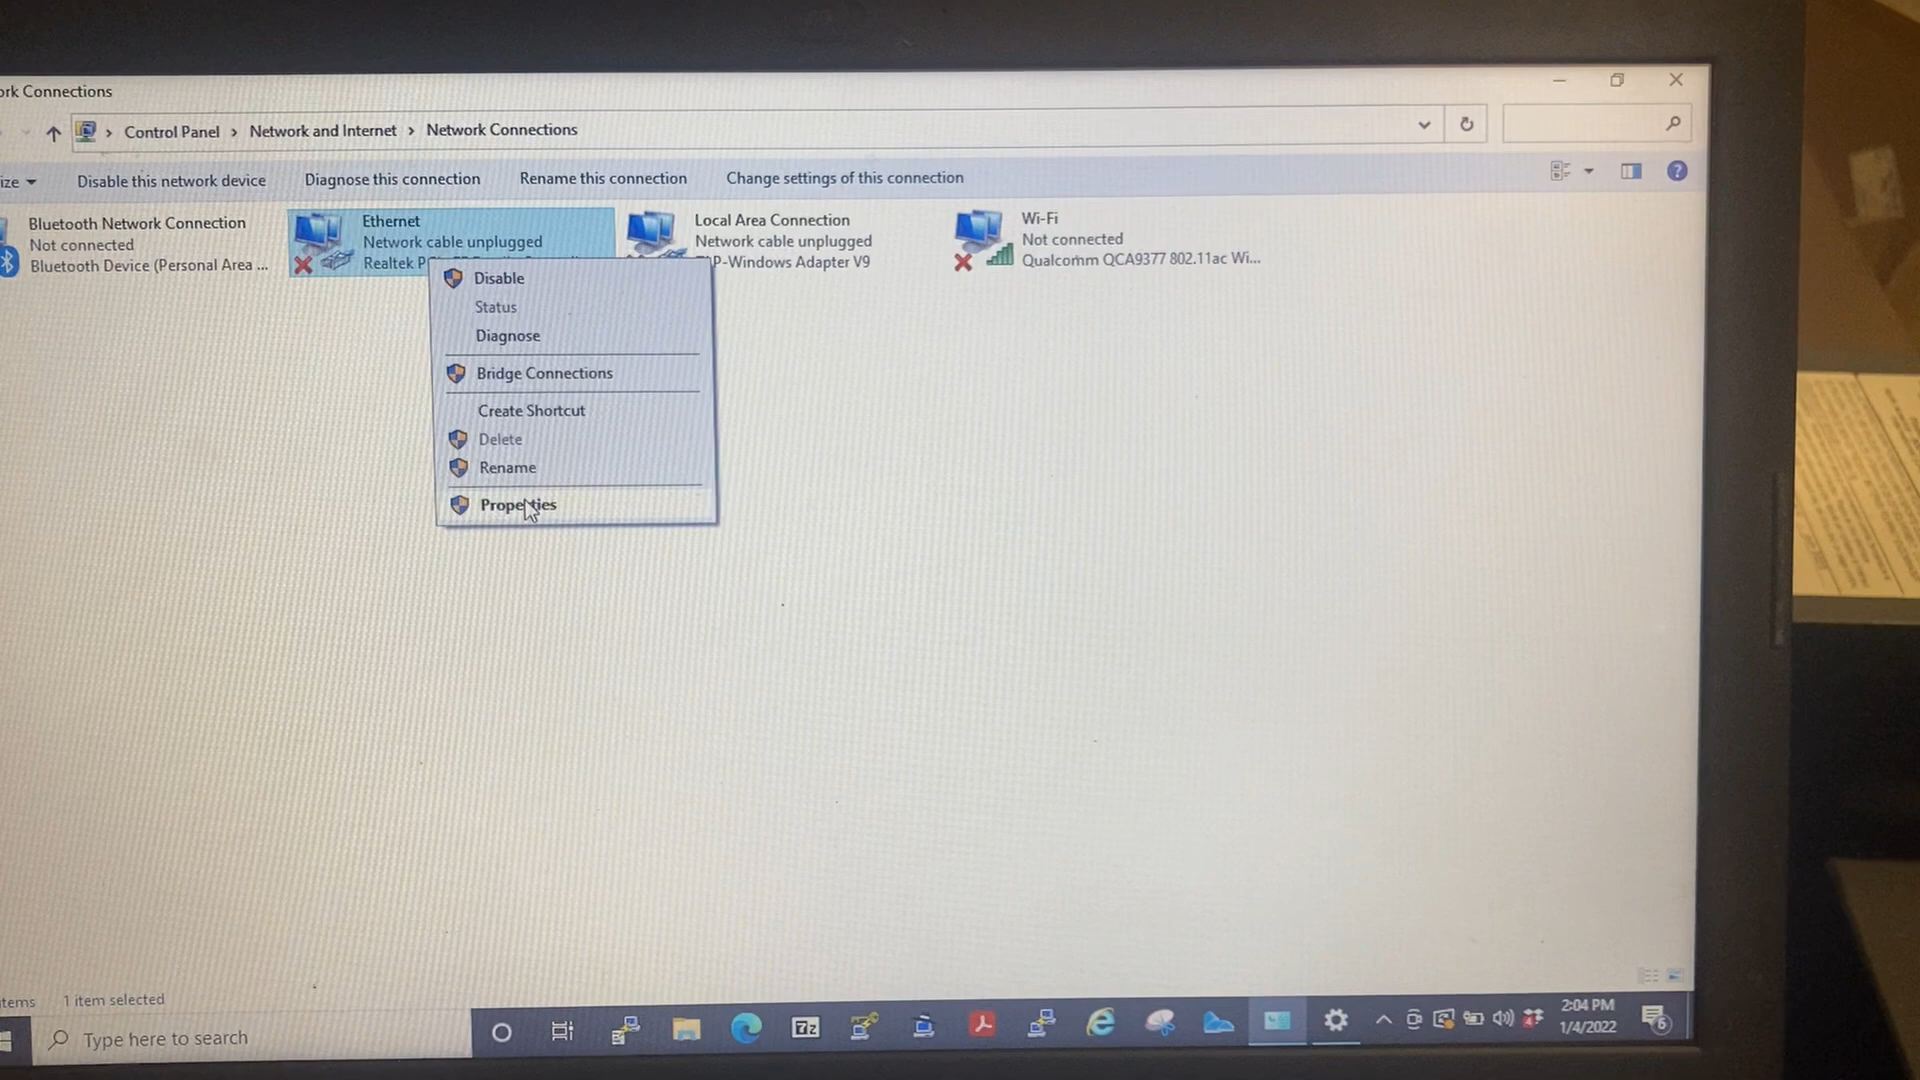 ork Connections
Control Panel > Network and Internet > Network Connections
ize Disable this network device Diagnose this connection Rename this connection Change settings of this connection
Bluetooth Network Connection
Not connected
Bluetooth Device (Personal Area ...
Ethernet
Network cable unplugged
Realtek
Local Area Connection
Network cable unplugged
P-Windows Adapter V9
Wi-Fi
Not connected
Qualcomm QCA9377 802.11ac Wi...
Disable
Status
Diagnose
Bridge Connections
Create Shortcut
Delete
Rename
Properties
tems 1 item selected
Type here to search
7z
2:04 PM
1/4/2022
6